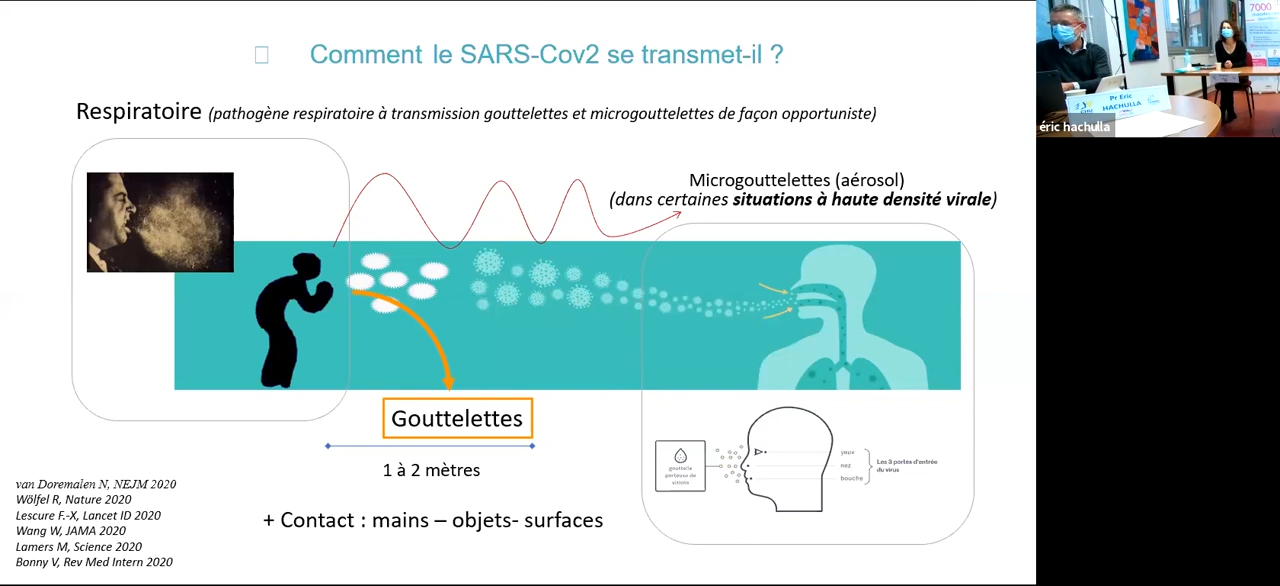 Comment le SARS-Cov2 se transmet-il ?
Respiratoire (pathogène respiratoire à transmission gouttelettes et microgouttelettes de façon opportuniste)
Microgouttelettes (aérosol)
(dans certaines situations à haute densité virale)
Gouttelettes
1 à 2 mètres
+ Contact : mains – objets- surfaces
gouttelle
porteuse de
virions
yeux
nez
bouche
Les 3 portes d'entrée
du virus
van Doremalen N, NEJM 2020
Wölfel R, Nature 2020
Lescure F.-X, Lancet ID 2020
Wang W, JAMA 2020
Lamers M, Science 2020
Bonny V, Rev Med Intern 2020
7000
Pr Eric
HACHULLA
éric hachulla